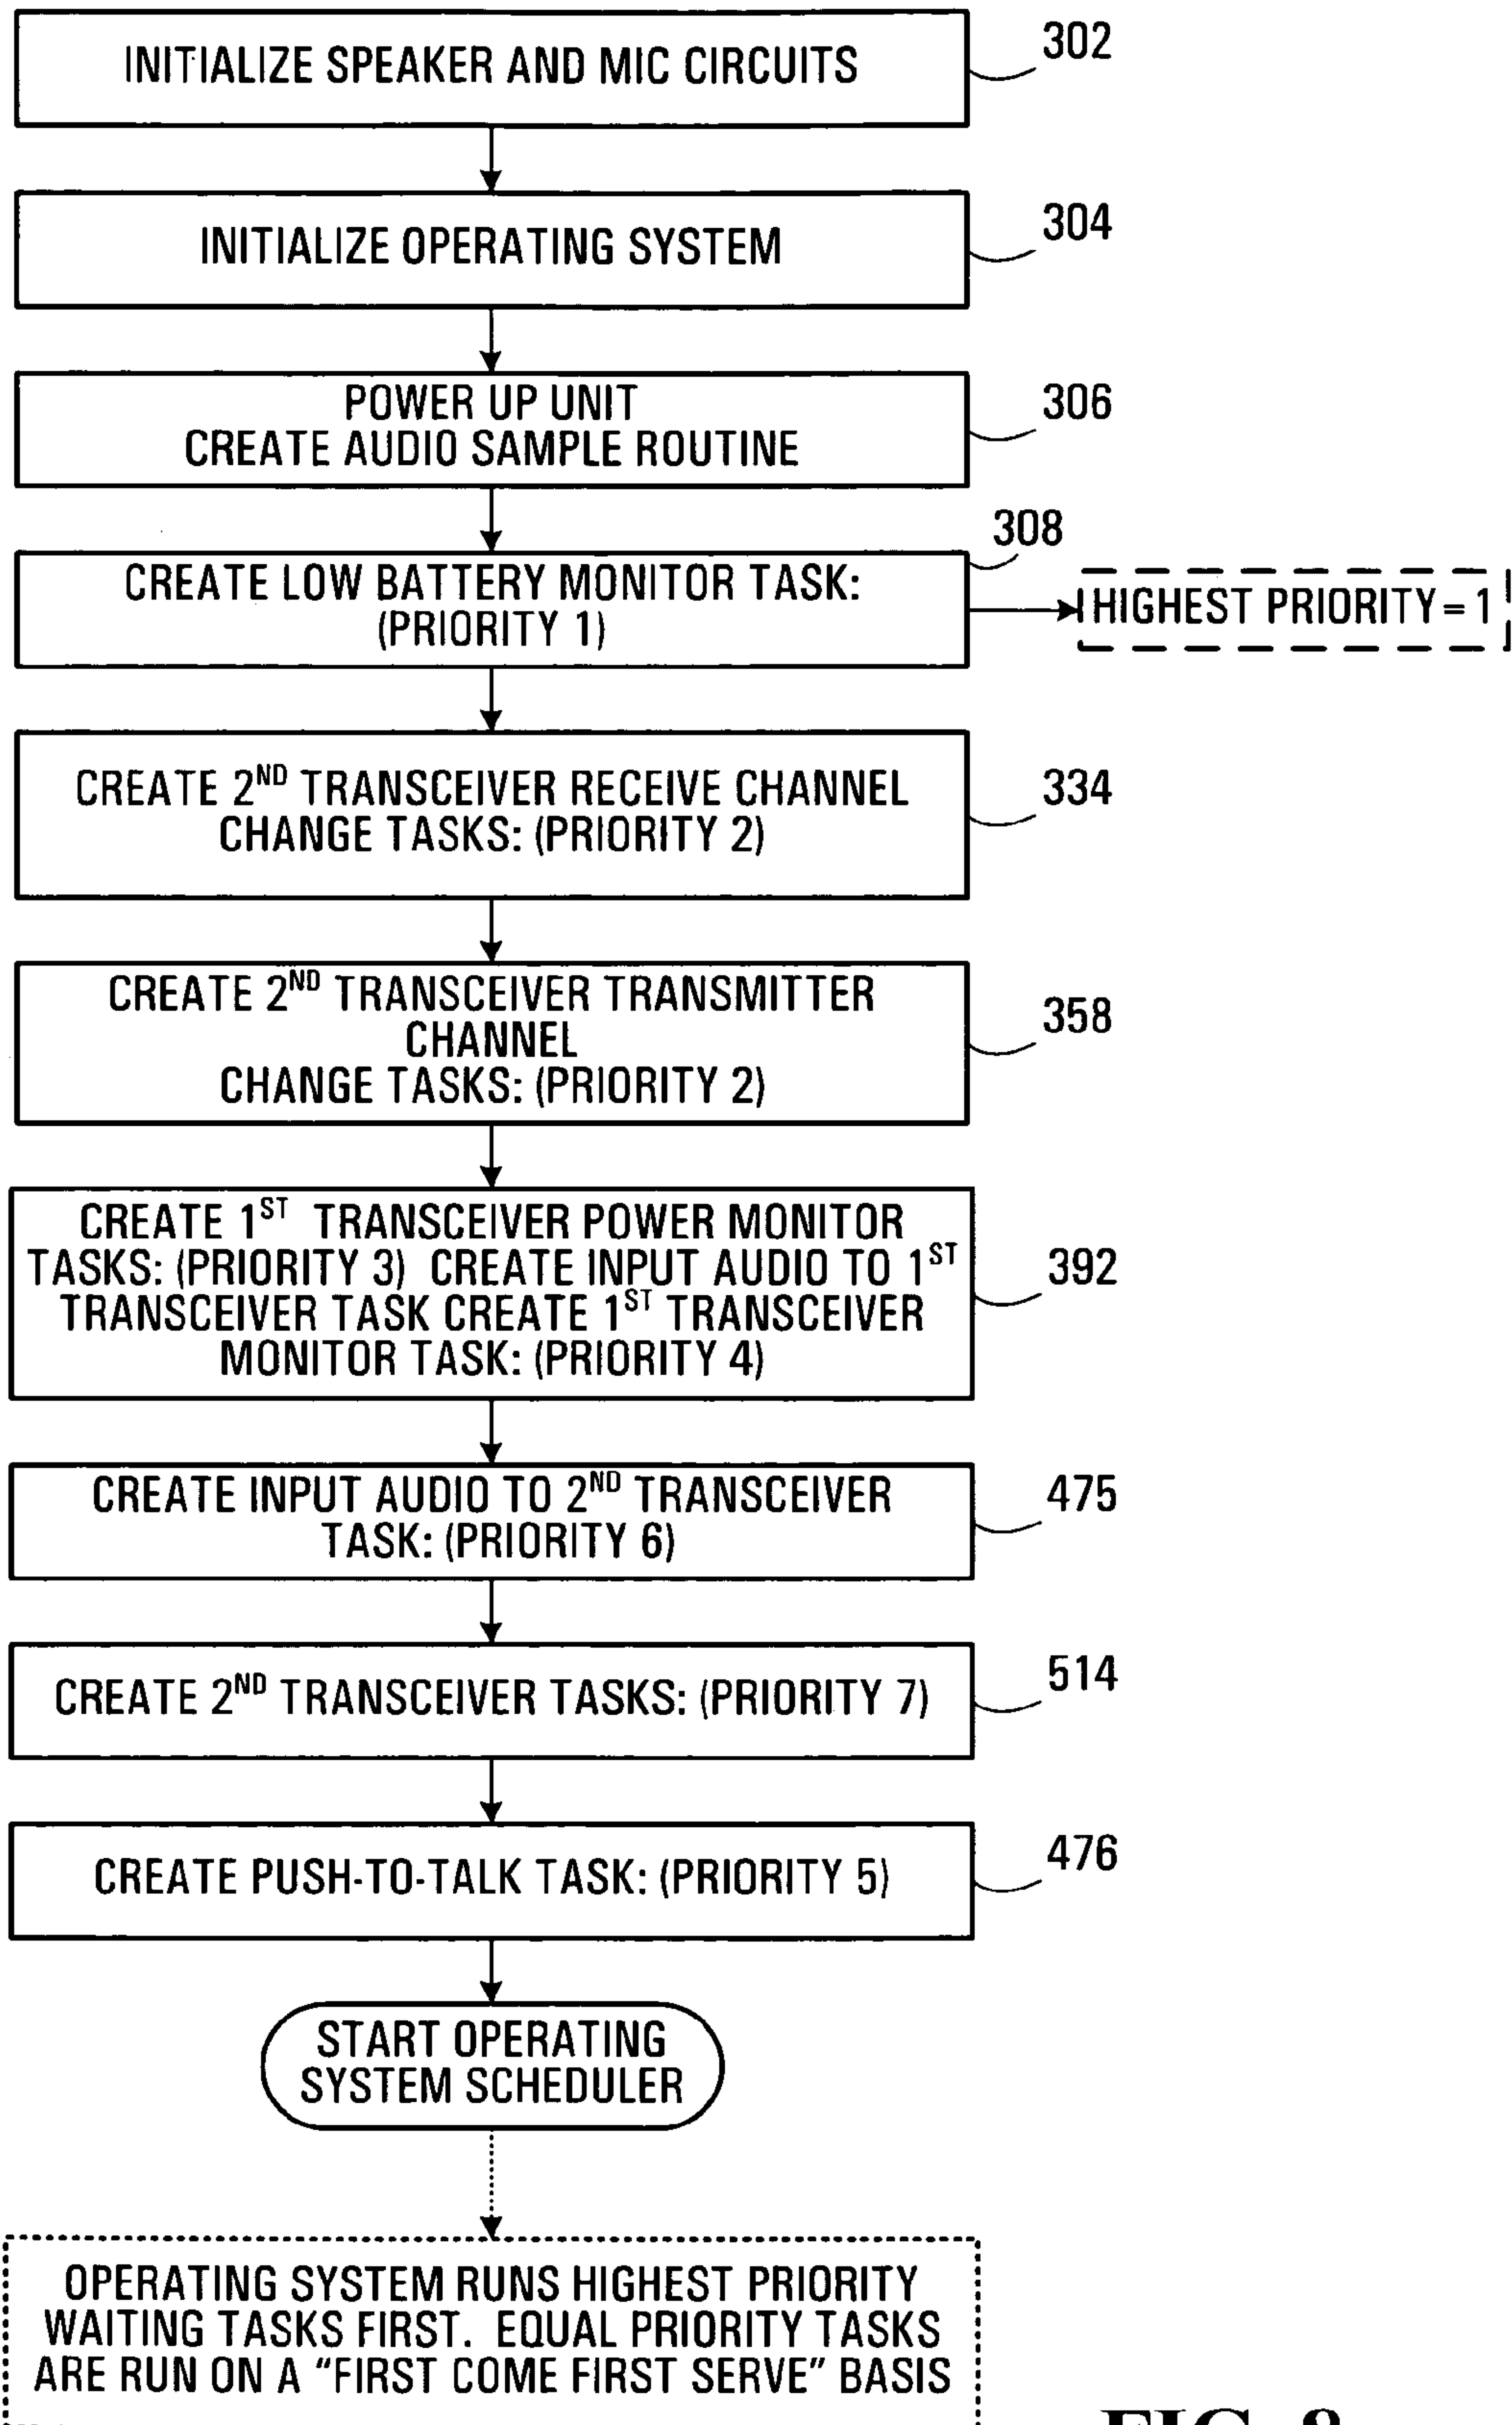 INITIALIZE SPEAKER AND MIC CIRCUITS
302
INITIALIZE OPERATING SYSTEM
304
POWER UP UNIT
CREATE AUDIO SAMPLE ROUTINE
306
CREATE LOW BATTERY MONITOR TASK:
(PRIORITY 1)
308
HIGHEST PRIORITY = 1
CREATE 2ND TRANSCEIVER RECEIVE CHANNEL
CHANGE TASKS: (PRIORITY 2)
334
CREATE 2ND TRANSCEIVER TRANSMITTER
CHANNEL
CHANGE TASKS: (PRIORITY 2)
358
CREATE 1ST TRANSCEIVER POWER MONITOR
TASKS: (PRIORITY 3) CREATE INPUT AUDIO TO 1ST
TRANSCEIVER TASK CREATE 1ST TRANSCEIVER
MONITOR TASK: (PRIORITY 4)
392
CREATE INPUT AUDIO TO 2ND TRANSCEIVER
TASK: (PRIORITY 6)
475
CREATE 2ND TRANSCEIVER TASKS: (PRIORITY 7)
514
CREATE PUSH-TO-TALK TASK: (PRIORITY 5)
476
START OPERATING
SYSTEM SCHEDULER
OPERATING SYSTEM RUNS HIGHEST PRIORITY
WAITING TASKS FIRST. EQUAL PRIORITY TASKS
ARE RUN ON A “FIRST COME FIRST SERVE” BASIS